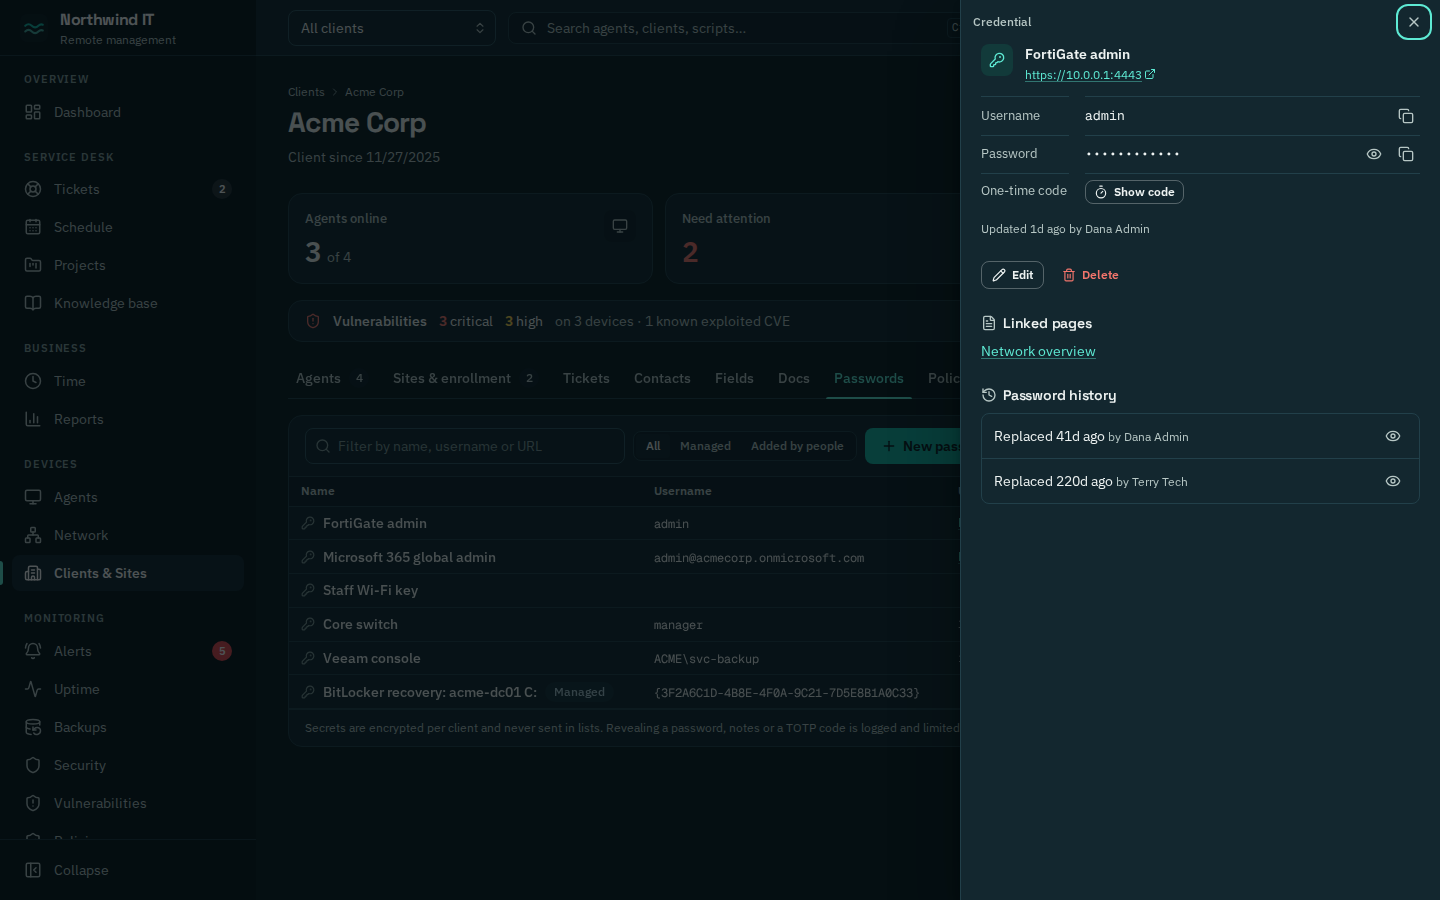 Northwind IT
Remote management
OVERVIEW
Dashboard
SERVICE DESK
Tickets 2
Schedule
Projects
Knowledge base
BUSINESS
Time
Reports
DEVICES
Agents
Network
Clients & Sites
MONITORING
Alerts 5
Uptime
Backups
Security
Vulnerabilities
Collapse
All clients
Search agents, clients, scripts...
Clients > Acme Corp
Acme Corp
Client since 11/27/2025
Agents online
3 of 4
Need attention
2
Vulnerabilities 3 critical 3 high on 3 devices · 1 known exploited CVE
Agents 4 Sites & enrollment 2 Tickets Contacts Fields Docs Passwords
Filter by name, username or URL All Managed Added by people + New
Name Username
FortiGate admin admin
Microsoft 365 global admin admin@acmecorp.onmicrosoft.com
Staff Wi-Fi key
Core switch manager
Veeam console ACME\svc-backup
BitLocker recovery: acme-dc01 C: Managed {3F2A6C1D-4B8E-4F0A-9C21-7D5E8B1A0C33}
Secrets are encrypted per client and never sent in lists. Revealing a password, notes or a TOTP code is logged and limited
Credential
FortiGate admin
https://10.0.0.1:4443
Username admin
Password ••••••••••••
One-time code Show code
Updated 1d ago by Dana Admin
Edit Delete
Linked pages
Network overview
Password history
Replaced 41d ago by Dana Admin
Replaced 220d ago by Terry Tech